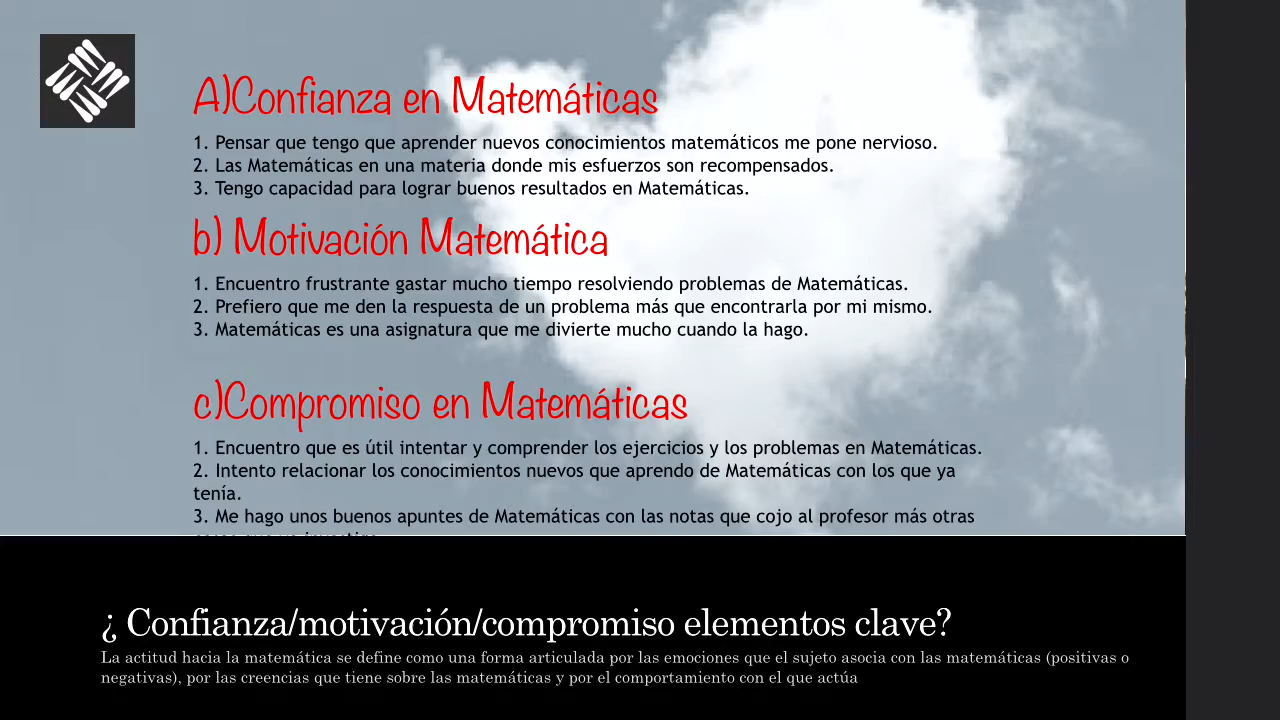 A)Confianza en Matemáticas
1. Pensar que tengo que aprender nuevos conocimientos matemáticos me pone nervioso.
2. Las Matemáticas en una materia donde mis esfuerzos son recompensados.
3. Tengo capacidad para lograr buenos resultados en Matemáticas.
b) Motivación Matemática
1. Encuentro frustrante gastar mucho tiempo resolviendo problemas de Matemáticas.
2. Prefiero que me den la respuesta de un problema más que encontrarla por mi mismo.
3. Matemáticas es una asignatura que me divierte mucho cuando la hago.
c)Compromiso en Matemáticas
1. Encuentro que es útil intentar y comprender los ejercicios y los problemas en Matemáticas.
2. Intento relacionar los conocimientos nuevos que aprendo de Matemáticas con los que ya
tenía.
3. Me hago unos buenos apuntes de Matemáticas con las notas que cojo al profesor más otras
¿ Confianza/motivación/compromiso elementos clave?
La actitud hacia la matemática se define como una forma articulada por las emociones que el sujeto asocia con las matemáticas (positivas o
negativas), por las creencias que tiene sobre las matemáticas y por el comportamiento con el que actúa